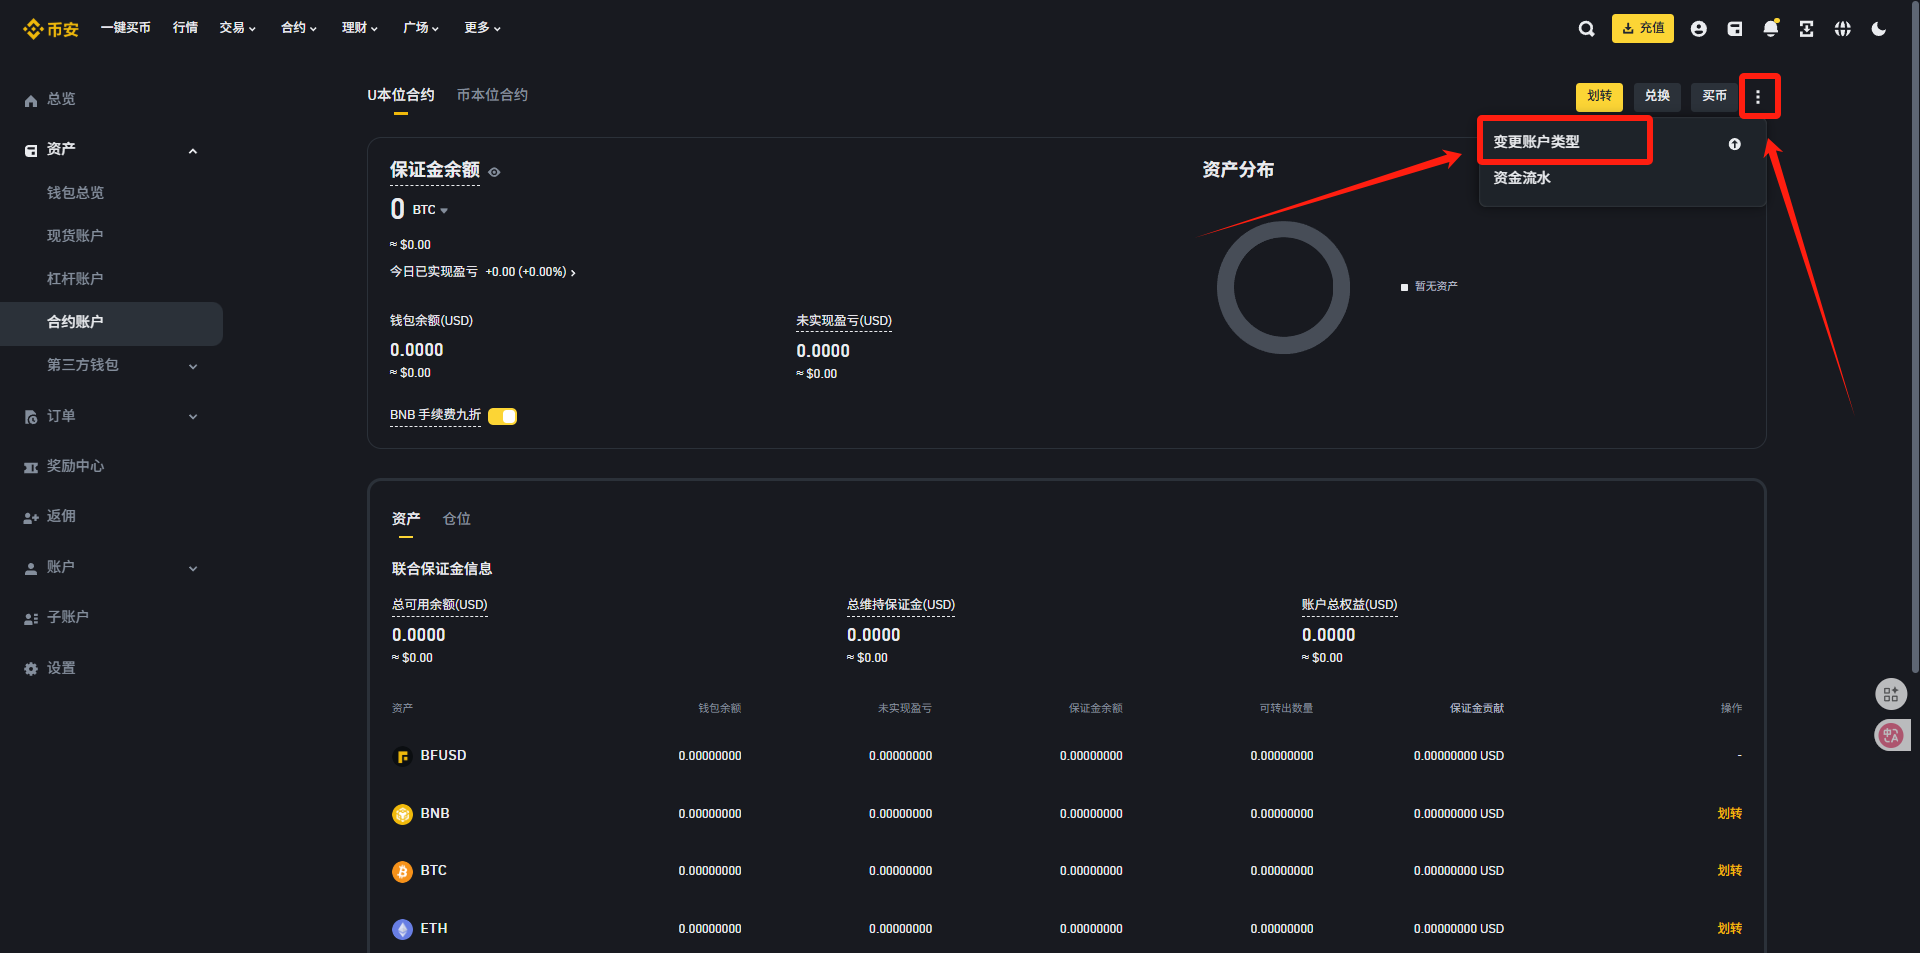 币安 一键买币 行情 交易 合约 理财 广场 更多 充值
总览
资产
钱包总览
现货账户
杠杆账户
合约账户
第三方钱包
订单
奖励中心
返佣
账户
子账户
设置
U本位合约 币本位合约 划转 兑换 买币
变更账户类型
资金流水
保证金余额
0 BTC
≈ $0.00
今日已实现盈亏 +0.00 (+0.00%)
钱包余额(USD) 未实现盈亏(USD)
0.0000 0.0000
≈ $0.00 ≈ $0.00
BNB 手续费九折
资产分布
暂无资产
资产 仓位
联合保证金信息
总可用余额(USD) 总维持保证金(USD) 账户总权益(USD)
0.0000 0.0000 0.0000
≈ $0.00 ≈ $0.00 ≈ $0.00
资产 钱包余额 未实现盈亏 保证金余额 可转出数量 保证金贡献 操作
BFUSD 0.00000000 0.00000000 0.00000000 0.00000000 0.00000000 USD -
BNB 0.00000000 0.00000000 0.00000000 0.00000000 0.00000000 USD 划转
BTC 0.00000000 0.00000000 0.00000000 0.00000000 0.00000000 USD 划转
ETH 0.00000000 0.00000000 0.00000000 0.00000000 0.00000000 USD 划转